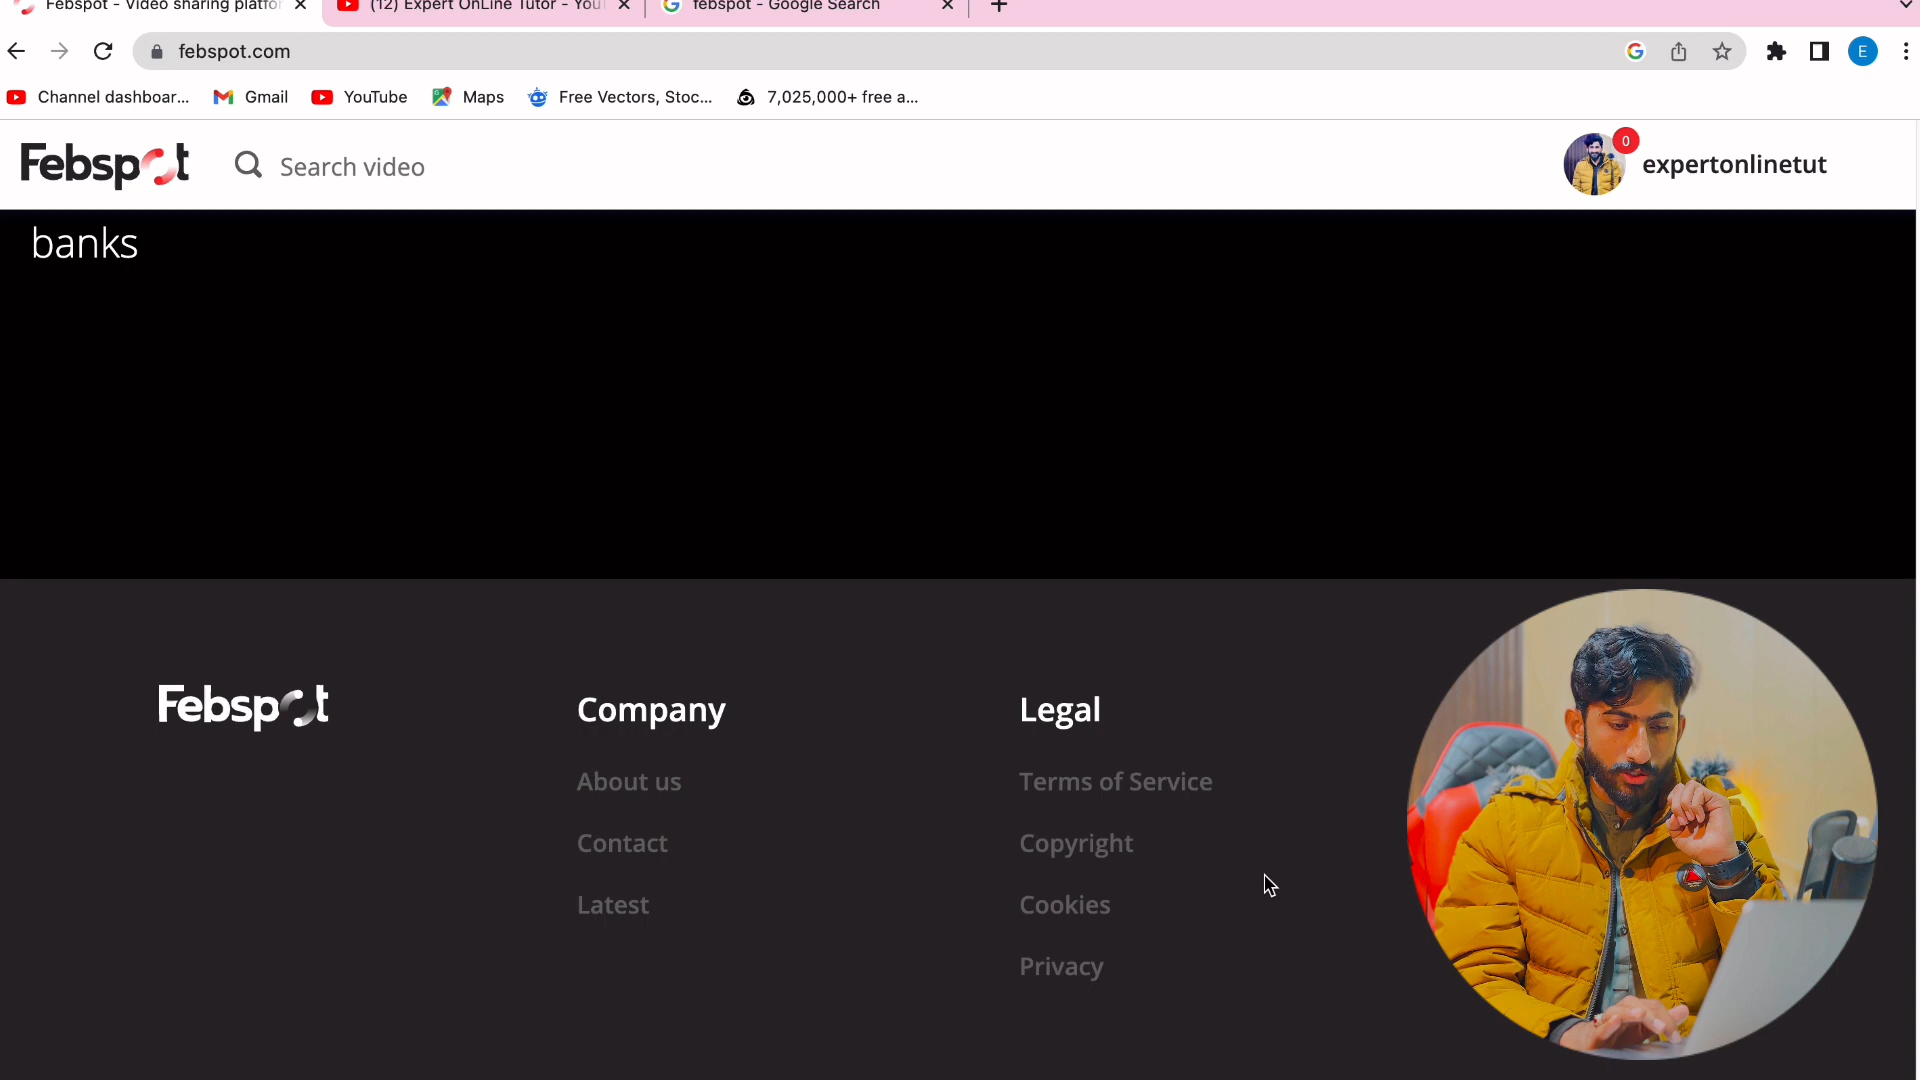 Febspot - Video sharing platfor
(12) Expert OnLine Tutor - You
febspot - Google Search
febspot.com
E
Channel dashboar...
Gmail
YouTube
Maps
Free Vectors, Stoc...
7,025,000+ free a...
Febspot
Search video
0
expertonlinetut
banks
Febspot
Company
About us
Contact
Latest
Legal
Terms of Service
Copyright
Cookies
Privacy